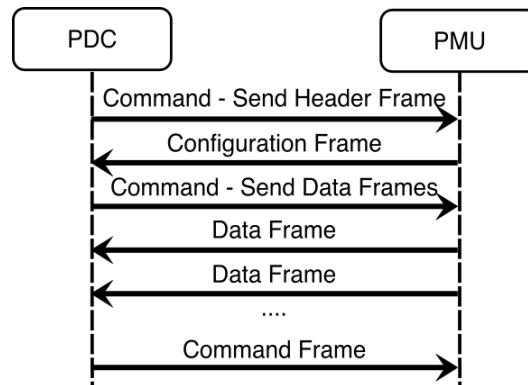 PDC
PMU
Command - Send Header Frame
Configuration Frame
Command - Send Data Frames
Data Frame
Data Frame
....
Command Frame